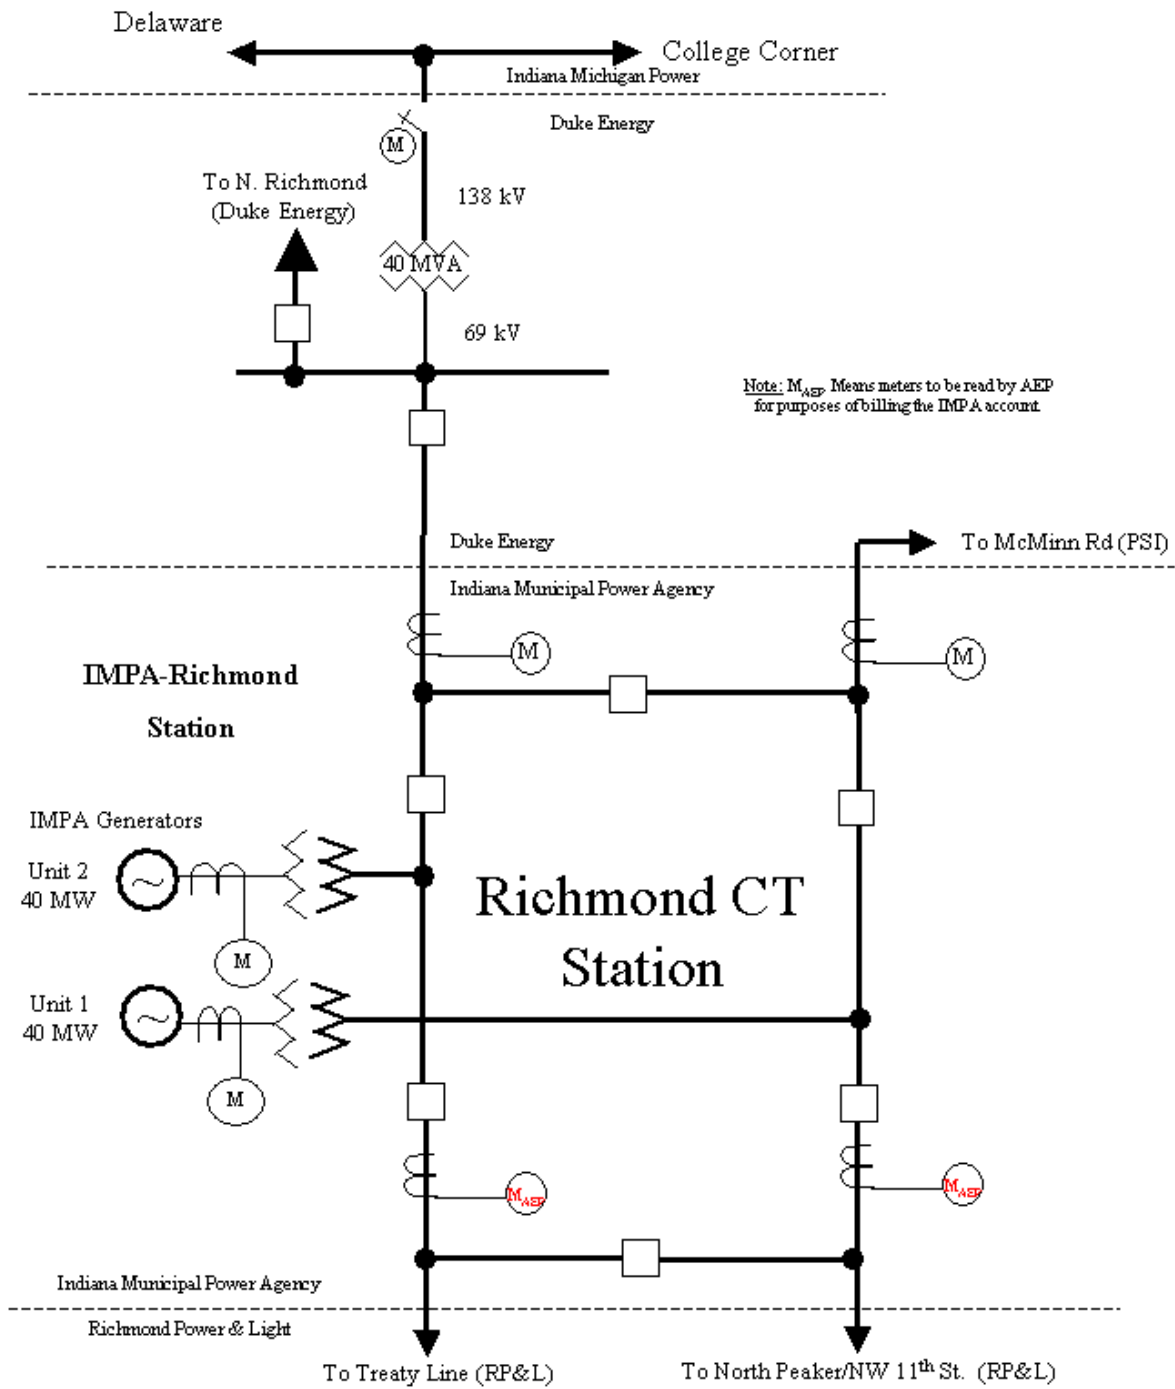 Delaware
College Corner
Indiana Michigan Power
Duke Energy
M
To N. Richmond
(Duke Energy)
138 kV
40 MVA
69 kV
Note: MAEP Means meters to be read by AEP
for purposes of billing the IMPA account.
Duke Energy
To McMinn Rd (PSI)
Indiana Municipal Power Agency
M
M
IMPA-Richmond
Station
IMPA Generators
Unit 2
40 MW
M
Richmond CT
Station
Unit 1
40 MW
M
MAEP
MAEP
Indiana Municipal Power Agency
Richmond Power & Light
To Treaty Line (RP&L)
To North Peaker/NW 11th St. (RP&L)